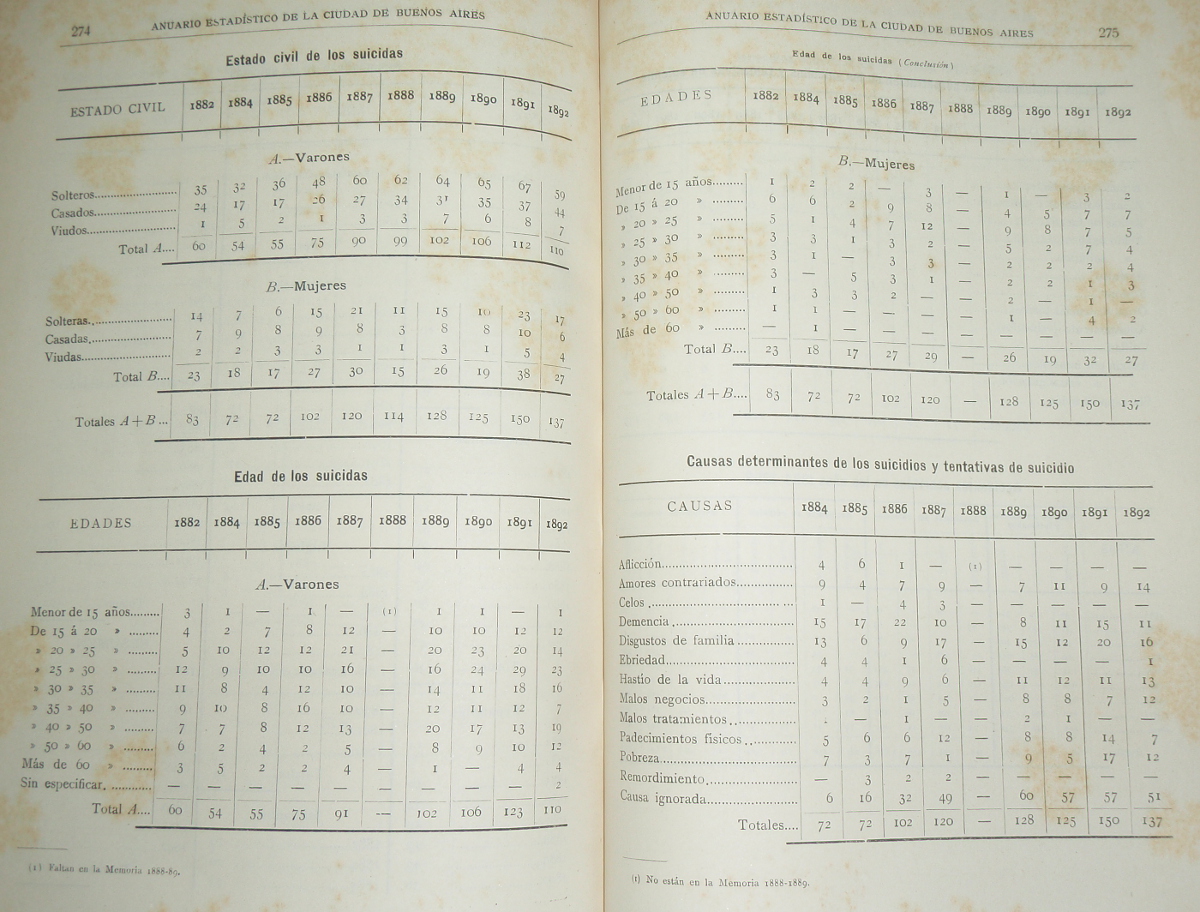 274
ANUARIO ESTADÍSTICO DE LA CIUDAD DE BUENOS AIRES
Estado civil de los suicidas
ESTADO CIVIL 1882 1884 1885 1886 1887 1888 1889 1890 1891 1892
A.—Varones
Solteros 35 32 36 48 60 62 64 65 67 59
Casados 24 17 17 26 27 34 31 35 37 44
Viudos 1 5 2 1 3 3 7 6 8 7
Total A.... 60 54 55 75 90 99 102 106 112 110
B.—Mujeres
Solteras 14 7 6 15 21 11 15 10 23 17
Casadas 7 9 8 9 8 3 8 8 10 6
Viudas 2 2 3 3 1 1 3 1 5 4
Total B.... 23 18 17 27 30 15 26 19 38 27
Totales A + B ... 83 72 72 102 120 114 128 125 150 137
Edad de los suicidas
EDADES 1882 1884 1885 1886 1887 1888 1889 1890 1891 1892
A.—Varones
Menor de 15 años 3 1 — 1 — (1) 1 1 — 1
De 15 á 20 » 4 2 7 8 12 — 10 10 12 12
» 20 » 25 » 5 10 12 12 21 — 20 23 20 14
» 25 » 30 » 12 9 10 10 16 — 16 24 29 23
» 30 » 35 » 11 8 4 12 10 — 14 11 18 16
» 35 » 40 » 9 10 8 16 10 — 12 11 12 7
» 40 » 50 » 7 7 8 12 13 — 20 17 13 19
» 50 » 60 » 6 2 4 2 5 — 8 9 10 12
Más de 60 » 3 5 2 2 4 — 1 — 4 4
Sin especificar. — — — — — — — — — 2
Total A.... 60 54 55 75 91 — 102 106 123 110
(1) Faltan en la Memoria 1888-89.
ANUARIO ESTADÍSTICO DE LA CIUDAD DE BUENOS AIRES
275
Edad de los suicidas (Conclusión)
EDADES 1882 1884 1885 1886 1887 1888 1889 1890 1891 1892
B.—Mujeres
Menor de 15 años 1 2 2 — 3 — 1 — 3 2
De 15 á 20 » 6 6 2 9 8 — 4 5 7 7
» 20 » 25 » 5 1 4 7 12 — 9 8 7 5
» 25 » 30 » 3 3 1 3 2 — 5 2 7 4
» 30 » 35 » 3 1 — 3 3 — 2 2 2 4
» 35 » 40 » 3 — 5 3 1 — 2 2 1 3
» 40 » 50 » 1 3 3 2 — — 2 — 1 —
» 50 » 60 » 1 1 — — — — 1 — 4 2
Más de 60 » — 1 — — — — — — — —
Total B.... 23 18 17 27 29 — 26 19 32 27
Totales A + B.... 83 72 72 102 120 — 128 125 150 137
Causas determinantes de los suicidios y tentativas de suicidio
CAUSAS 1884 1885 1886 1887 1888 1889 1890 1891 1892
Aflicción 4 6 1 — (1) — — — —
Amores contrariados 9 4 7 9 — 7 11 9 14
Celos 1 — 4 3 — — — — —
Demencia 15 17 22 10 — 8 11 15 11
Disgustos de familia 13 6 9 17 — 15 12 20 16
Ebriedad 4 4 1 6 — — — — 1
Hastío de la vida 4 4 9 6 — 11 12 11 13
Malos negocios 3 2 1 5 — 8 8 7 12
Malos tratamientos . — 1 — — 2 1 — —
Padecimientos fisicos 5 6 6 12 — 8 8 14 7
Pobreza 7 3 7 1 — 9 5 17 12
Remordimiento — 3 2 2 — — — — —
Causa ignorada 6 16 32 49 — 60 57 57 51
Totales.... 72 72 102 120 — 128 125 150 137
(1) No están en la Memoria 1888-1889.